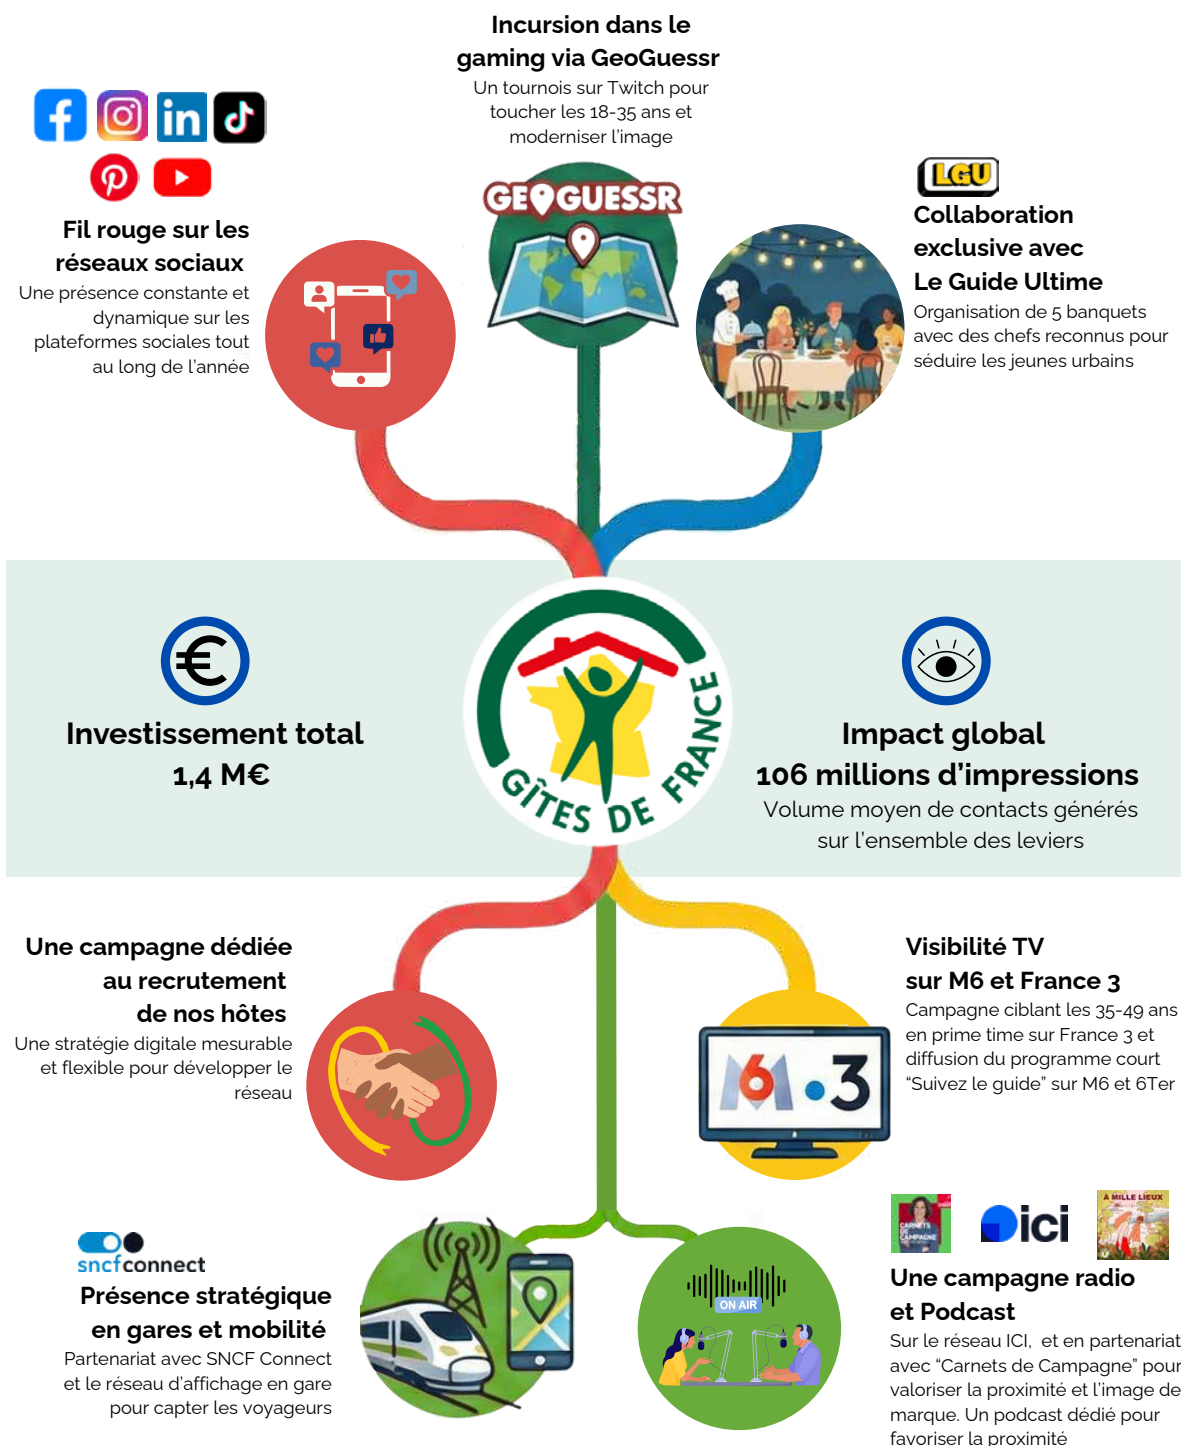 Incursion dans le
gaming via GeoGuessr
Un tournois sur Twitch pour
toucher les 18-35 ans et
moderniser l'image
GEOGUESSR
Fil rouge sur les
réseaux sociaux
Une présence constante et
dynamique sur les
plateformes sociales tout
au long de l'année
LGU
Collaboration
exclusive avec
Le Guide Ultime
Organisation de 5 banquets
avec des chefs reconnus pour
séduire les jeunes urbains
€
Investissement total
1,4 M€
GÎTES DE FRANCE
Impact global
106 millions d'impressions
Volume moyen de contacts générés
sur l'ensemble des leviers
Une campagne dédiée
au recrutement
de nos hôtes
Une stratégie digitale mesurable
et flexible pour développer le
réseau
Visibilité TV
sur M6 et France 3
Campagne ciblant les 35-49 ans
en prime time sur France 3 et
diffusion du programme court
“Suivez le guide” sur M6 et 6Ter
M6 .3
sncfconnect
Présence stratégique
en gares et mobilité
Partenariat avec SNCF Connect
et le réseau d'affichage en gare
pour capter les voyageurs
ON AIR
CARNETS
DE
CAMPAGNE
ici
À MILLE LIEUX
Une campagne radio
et Podcast
Sur le réseau ICI, et en partenariat
avec “Carnets de Campagne” pour
valoriser la proximité et l'image de
marque. Un podcast dédié pour
favoriser la proximité